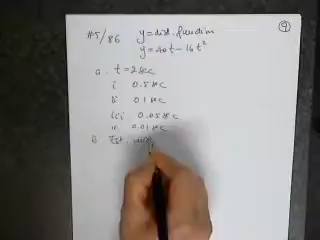 #5/86 y = dist. function
y = 40t - 16t²
a. t = 2 sec
i 0.5 sec
ii 0.1 sec
iii 0.05 sec
iv 0.01 sec
b Est.
9